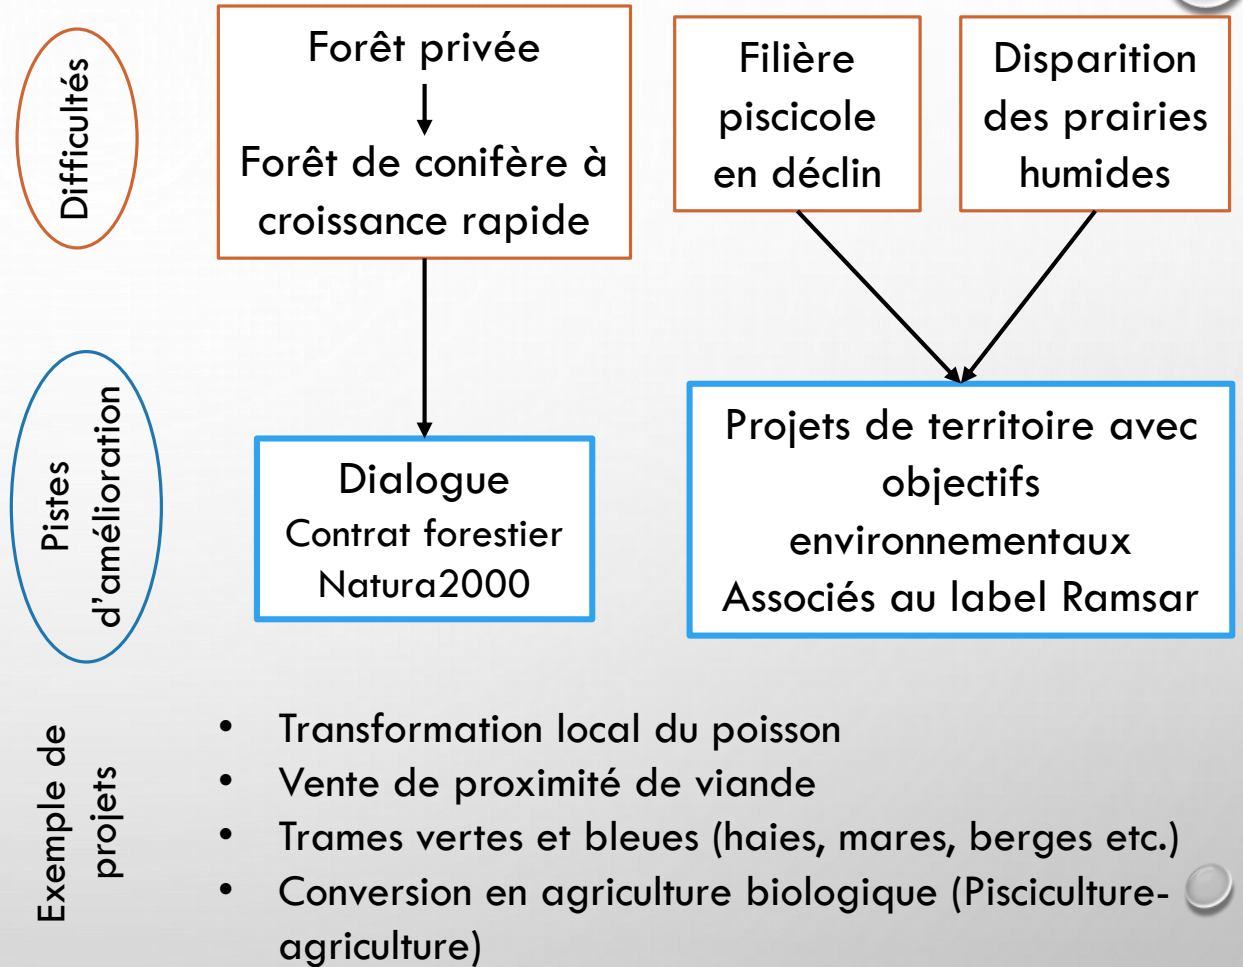 Difficultés
Forêt privée
Forêt de conifère à
croissance rapide
Filière
piscicole
en déclin
Disparition
des prairies
humides
Pistes
d'amélioration
Dialogue
Contrat forestier
Natura2000
Projets de territoire avec
objectifs
environnementaux
Associés au label Ramsar
Exemple de
projets
• Transformation local du poisson
• Vente de proximité de viande
• Trames vertes et bleues (haies, mares, berges etc.)
• Conversion en agriculture biologique (Pisciculture-
agriculture)